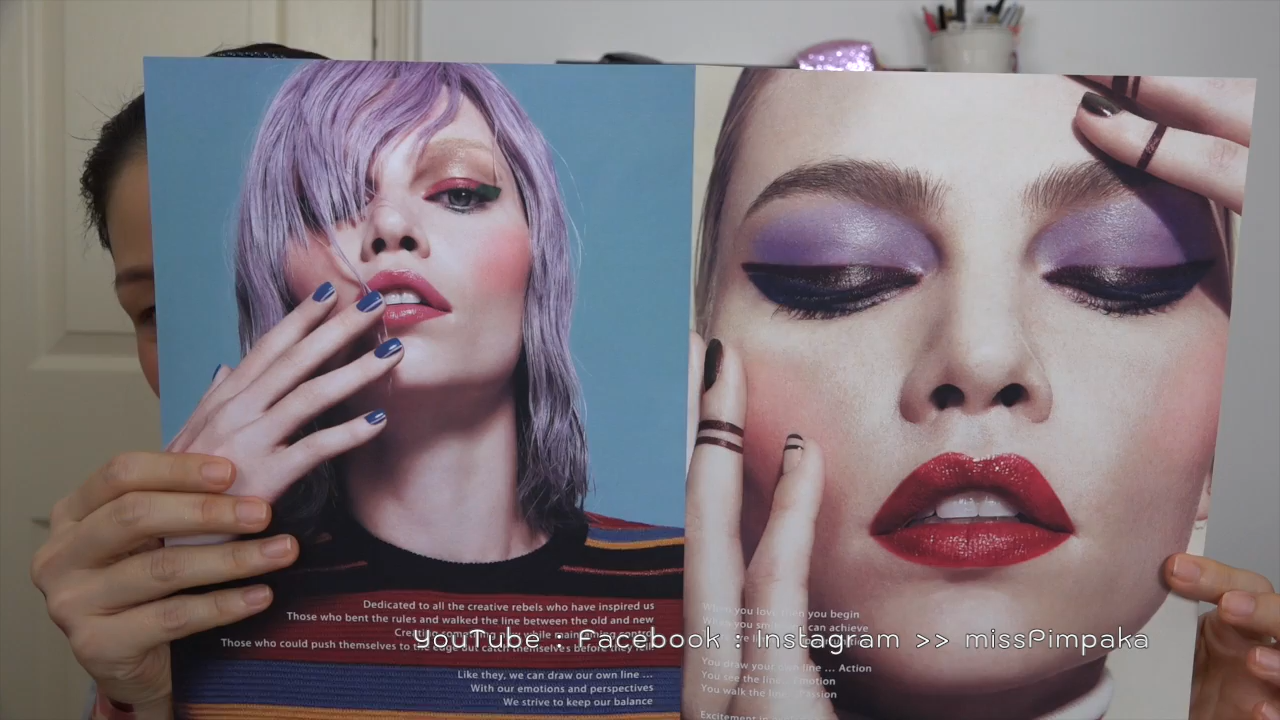 Dedicated to all the creative rebels who have inspired us
Those who bent the rules and walked the line between the old and new
Those who could push themselves to the edge but catch themselves before they fell
Like they, we can draw our own line ...
With our emotions and perspectives
We strive to keep our balance
When you love, then you begin
When you can achieve
You draw your own line ... Action
You see the line... Emotion
You walk the line... Passion
Excitement in
YouTube : Facebook : Instagram >> missPimpaka